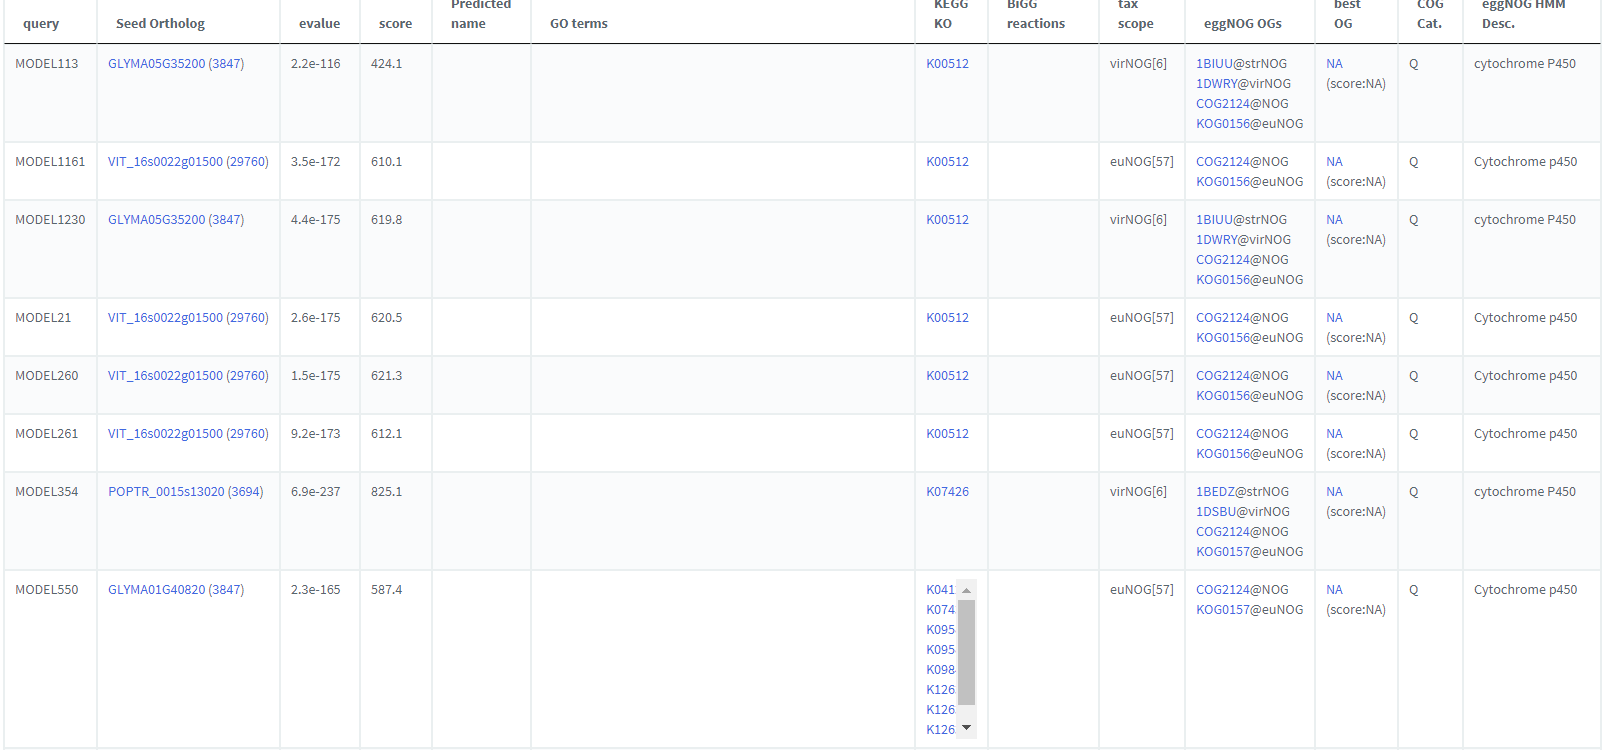 query Seed Ortholog evalue score Predicted name GO terms KEGG KO BiGG reactions tax scope eggNOG OGs best OG COG Cat. eggNOG HMM Desc.
MODEL113 GLYMA05G35200 (3847) 2.2e-116 424.1 K00512 virNOG[6] 1BIUU@strNOG NA Q cytochrome P450
1DWRY@virNOG (score:NA)
COG2124@NOG
KOG0156@euNOG
MODEL1161 VIT_16s0022g01500 (29760) 3.5e-172 610.1 K00512 euNOG[57] COG2124@NOG NA Q Cytochrome p450
KOG0156@euNOG (score:NA)
MODEL1230 GLYMA05G35200 (3847) 4.4e-175 619.8 K00512 virNOG[6] 1BIUU@strNOG NA Q cytochrome P450
1DWRY@virNOG (score:NA)
COG2124@NOG
KOG0156@euNOG
MODEL21 VIT_16s0022g01500 (29760) 2.6e-175 620.5 K00512 euNOG[57] COG2124@NOG NA Q Cytochrome p450
KOG0156@euNOG (score:NA)
MODEL260 VIT_16s0022g01500 (29760) 1.5e-175 621.3 K00512 euNOG[57] COG2124@NOG NA Q Cytochrome p450
KOG0156@euNOG (score:NA)
MODEL261 VIT_16s0022g01500 (29760) 9.2e-173 612.1 K00512 euNOG[57] COG2124@NOG NA Q Cytochrome p450
KOG0156@euNOG (score:NA)
MODEL354 POPTR_0015s13020 (3694) 6.9e-237 825.1 K07426 virNOG[6] 1BEDZ@strNOG NA Q cytochrome P450
1DSBU@virNOG (score:NA)
COG2124@NOG
KOG0157@euNOG
MODEL550 GLYMA01G40820 (3847) 2.3e-165 587.4 K041 euNOG[57] COG2124@NOG NA Q Cytochrome p450
K074 KOG0157@euNOG (score:NA)
K095
K095
K098
K126
K126
K126